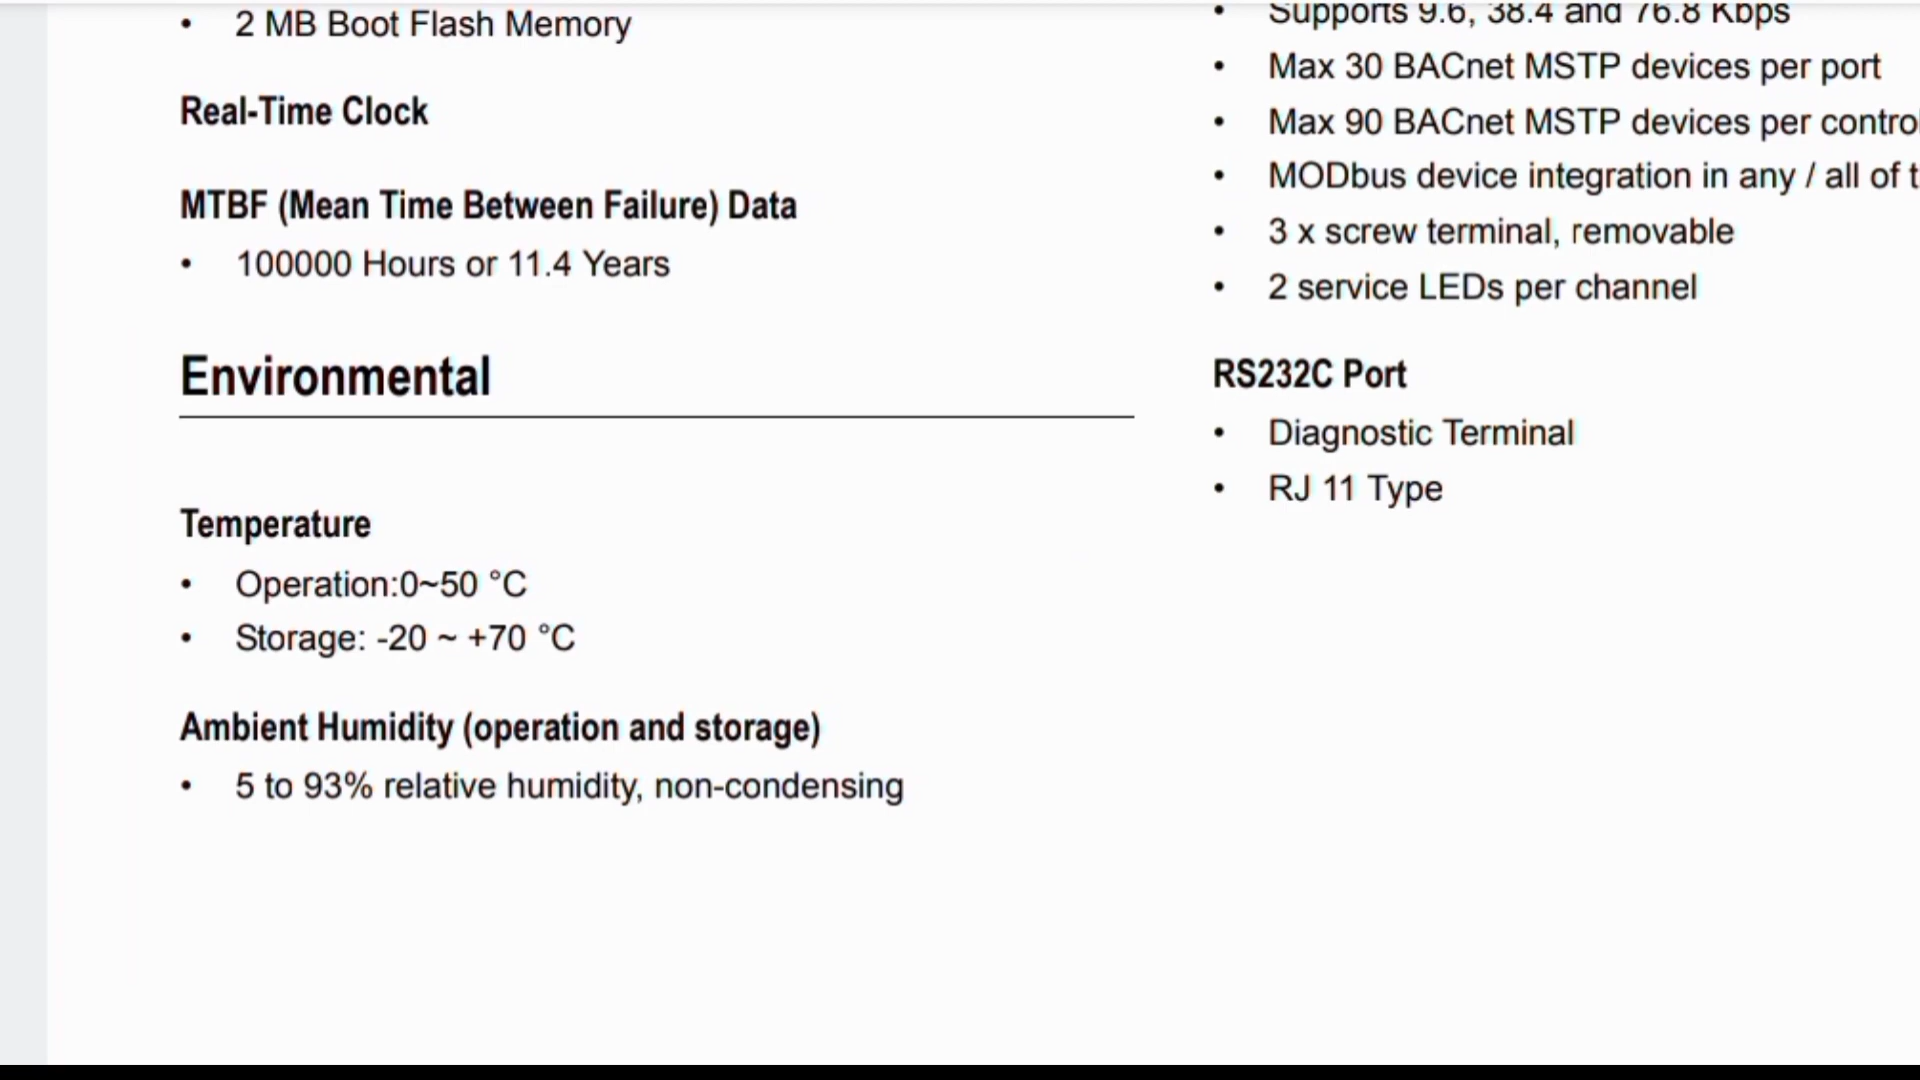 • 2 MB Boot Flash Memory
Real-Time Clock
MTBF (Mean Time Between Failure) Data
• 100000 Hours or 11.4 Years
Environmental
Temperature
• Operation:0~50 °C
• Storage: -20 ~ +70 °C
Ambient Humidity (operation and storage)
• 5 to 93% relative humidity, non-condensing
• Supports 9.6, 38.4 and 76.8 Kbps
• Max 30 BACnet MSTP devices per port
• Max 90 BACnet MSTP devices per
• MODbus device integration in any / all of
• 3 x screw terminal, removable
• 2 service LEDs per channel
RS232C Port
• Diagnostic Terminal
• RJ 11 Type